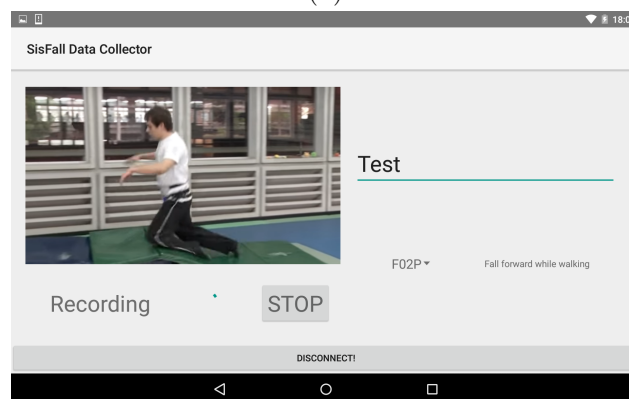 18:0
SisFall Data Collector
Test
F02P
Fall forward while walking
Recording
STOP
DISCONNECT!